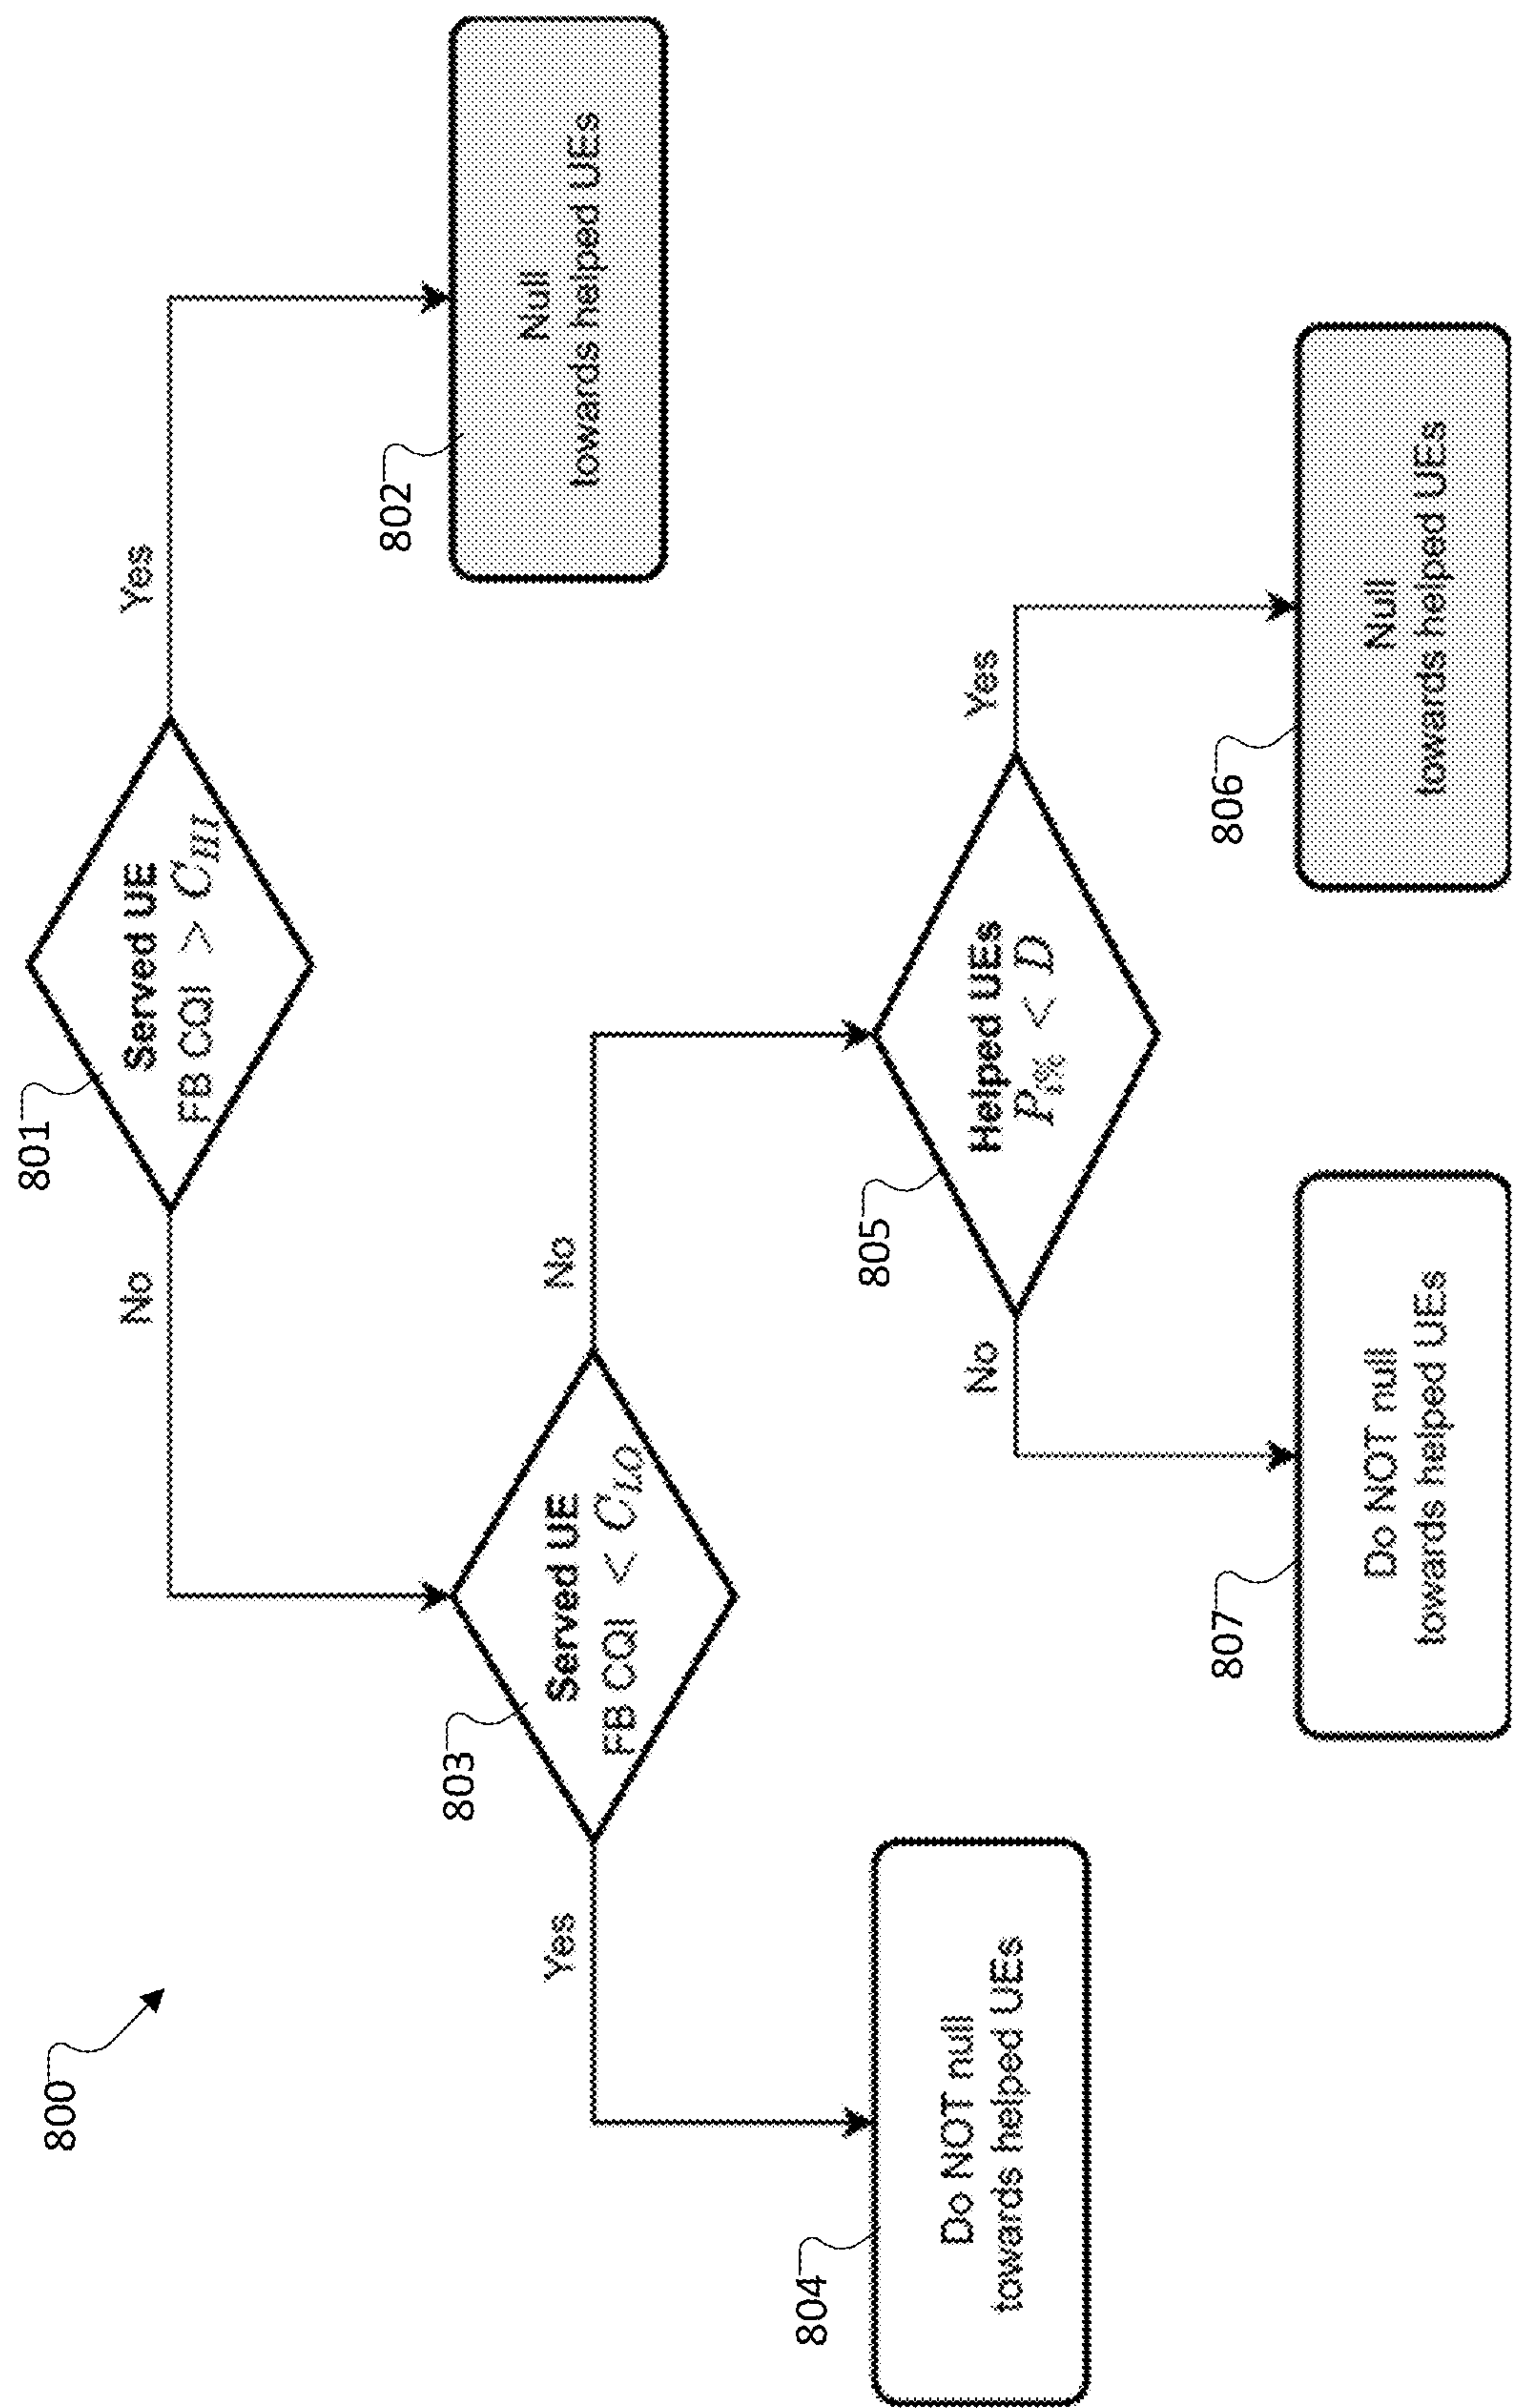 800
801
Served UE
FB CQI > C_HI
No
Yes
802
Null
towards helped UEs
803
Served UE
FB CQI < C_LO
Yes
No
804
Do NOT null
towards helped UEs
805
Helped UEs
P_i% < D
No
Yes
807
Do NOT null
towards helped UEs
806
Null
towards helped UEs